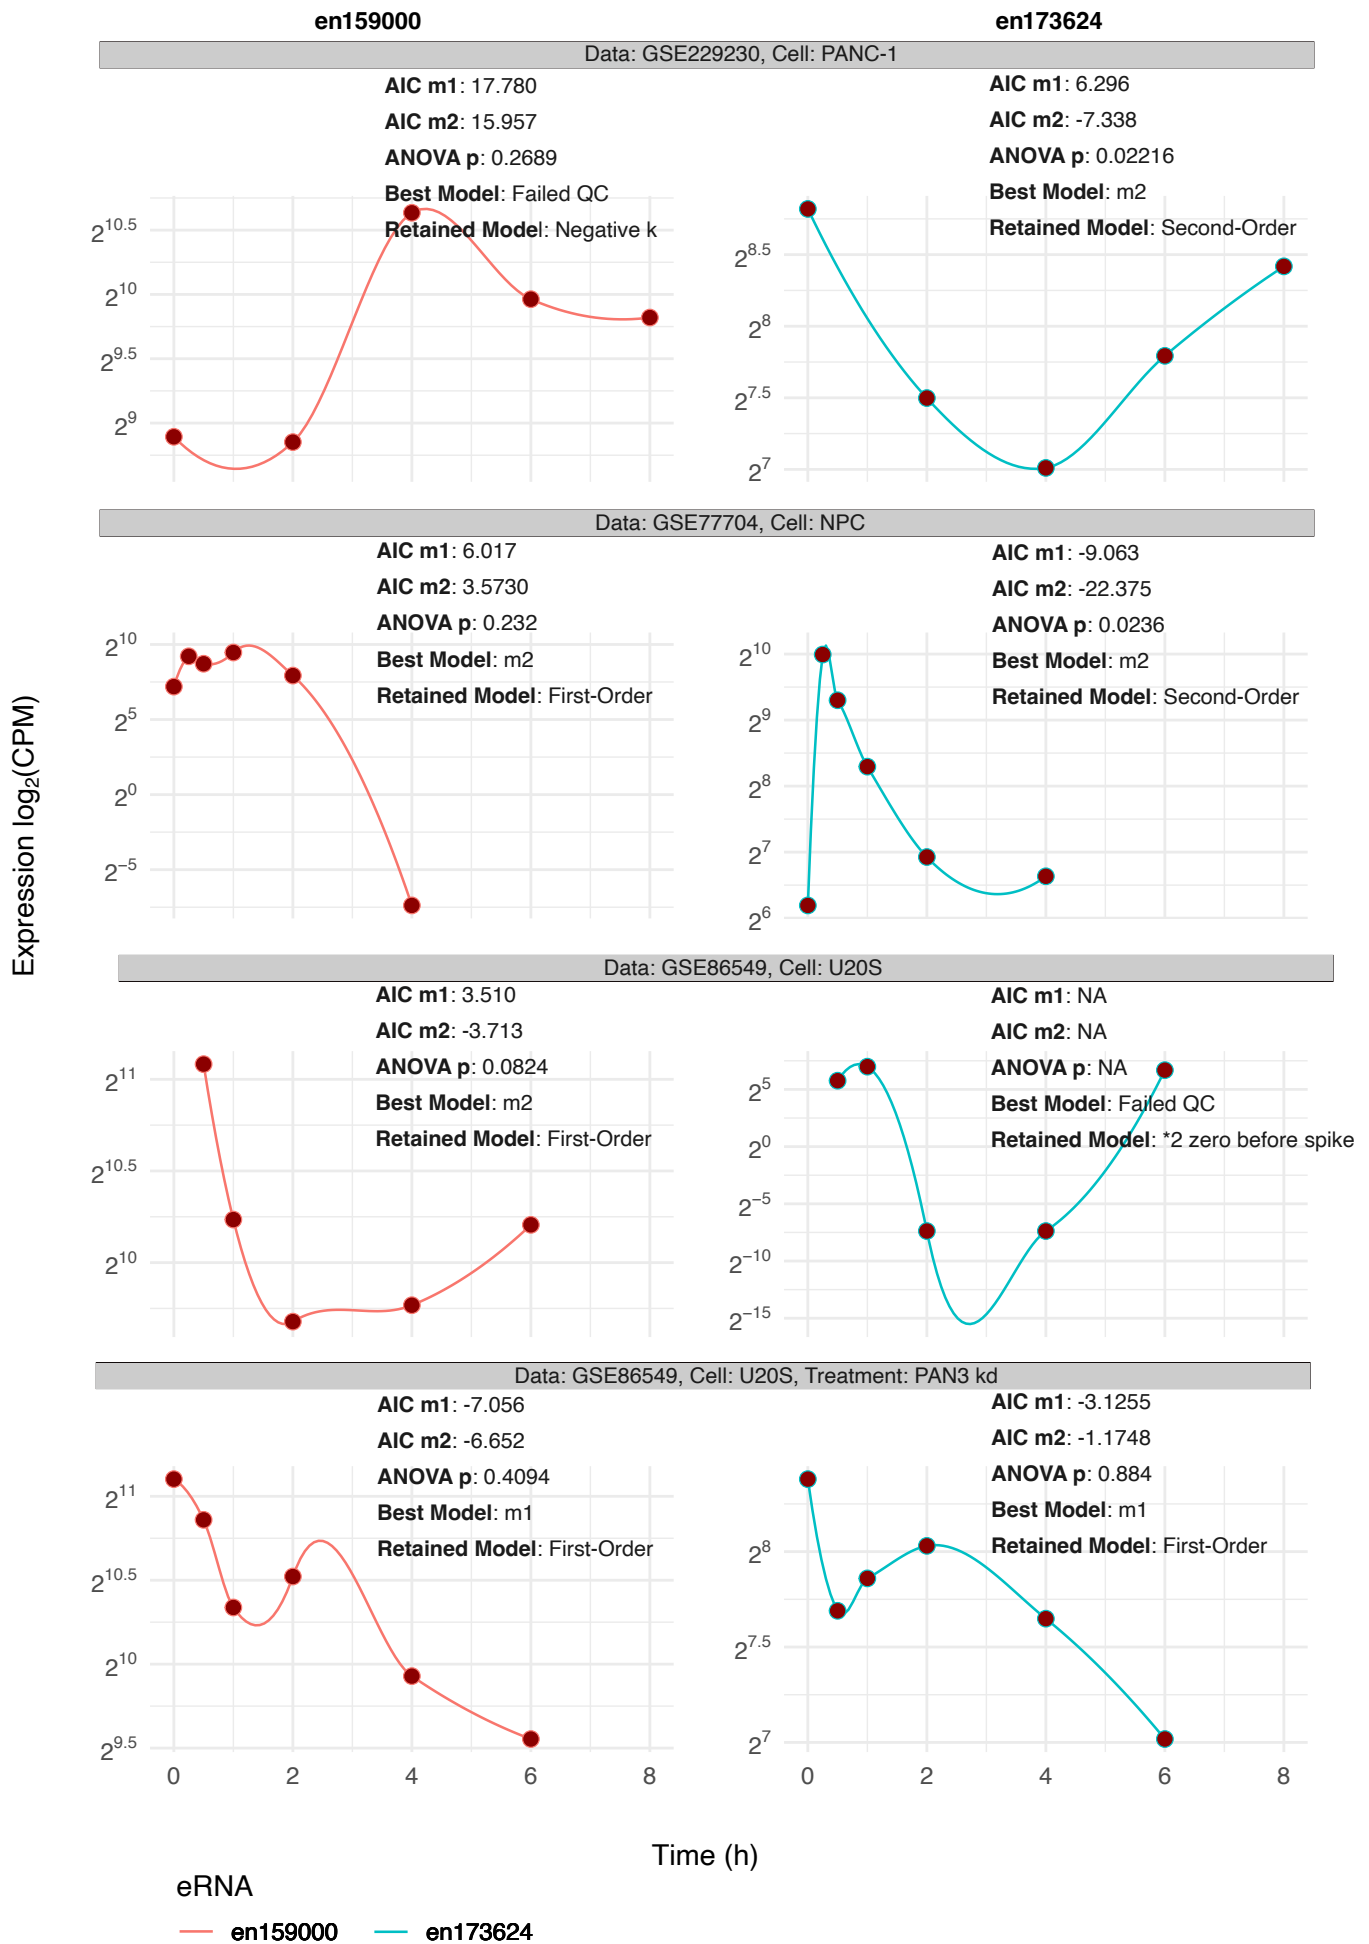 en159000
en173624
Data: GSE229230, Cell: PANC-1
AIC m1: 17.780
AIC m2: 15.957
ANOVA p: 0.2689
Best Model: Failed QC
Retained Model: Negative k
2^10.5
2^10
2^9.5
2^9
AIC m1: 6.296
AIC m2: -7.338
ANOVA p: 0.02216
Best Model: m2
Retained Model: Second-Order
2^8.5
2^8
2^7.5
2^7
Data: GSE77704, Cell: NPC
AIC m1: 6.017
AIC m2: 3.5730
ANOVA p: 0.232
Best Model: m2
Retained Model: First-Order
2^10
2^5
2^0
2^−5
AIC m1: -9.063
AIC m2: -22.375
ANOVA p: 0.0236
Best Model: m2
Retained Model: Second-Order
2^10
2^9
2^8
2^7
2^6
Expression log₂(CPM)
Data: GSE86549, Cell: U20S
AIC m1: 3.510
AIC m2: -3.713
ANOVA p: 0.0824
Best Model: m2
Retained Model: First-Order
2^11
2^10.5
2^10
AIC m1: NA
AIC m2: NA
ANOVA p: NA
Best Model: Failed QC
Retained Model: *2 zero before spike
2^5
2^0
2^−5
2^−10
2^−15
Data: GSE86549, Cell: U20S, Treatment: PAN3 kd
AIC m1: -7.056
AIC m2: -6.652
ANOVA p: 0.4094
Best Model: m1
Retained Model: First-Order
2^11
2^10.5
2^10
2^9.5
AIC m1: -3.1255
AIC m2: -1.1748
ANOVA p: 0.884
Best Model: m1
Retained Model: First-Order
2^8
2^7.5
2^7
0 2 4 6 8
0 2 4 6 8
Time (h)
eRNA
en159000 en173624